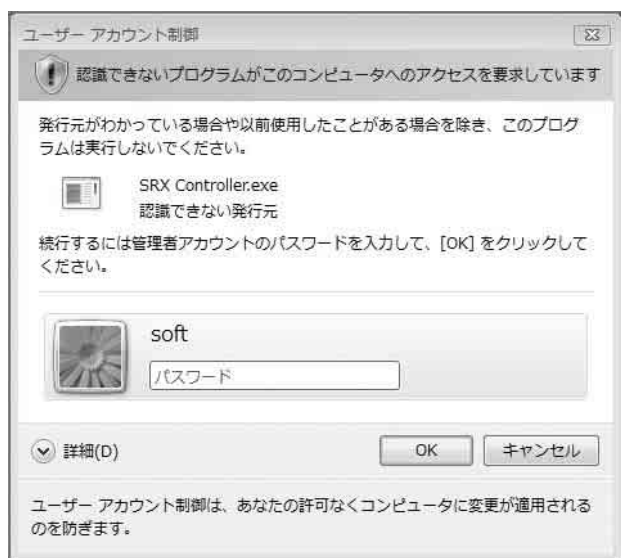 ユーザー アカウント制御
認識できないプログラムがこのコンピュータへのアクセスを要求しています
発行元がわかっている場合や以前使用したことがある場合を除き、このプログ
ラムは実行しないでください。
SRX Controller.exe
認識できない発行元
続行するには管理者アカウントのパスワードを入力して、[OK] をクリックして
ください。
soft
パスワード
詳細(D)
OK
キャンセル
ユーザー アカウント制御は、あなたの許可なくコンピュータに変更が適用される
のを防ぎます。